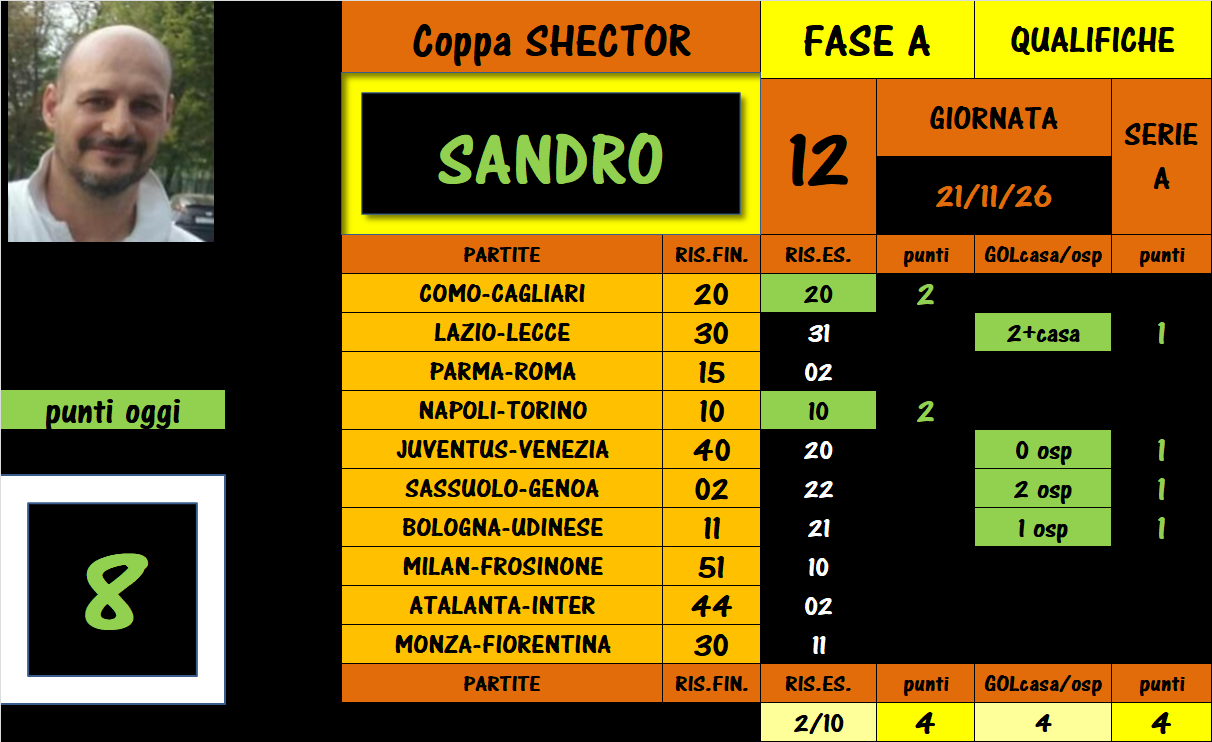 Coppa SHECTOR FASE A QUALIFICHE
SANDRO 12 GIORNATA SERIE A
21/11/26
PARTITE RIS.FIN. RIS.ES. punti GOLcasa/osp punti
COMO-CAGLIARI 20 20 2
LAZIO-LECCE 30 31 2+casa 1
PARMA-ROMA 15 02
punti oggi
NAPOLI-TORINO 10 10 2
JUVENTUS-VENEZIA 40 20 0 osp 1
SASSUOLO-GENOA 02 22 2 osp 1
BOLOGNA-UDINESE 11 21 1 osp 1
8
MILAN-FROSINONE 51 10
ATALANTA-INTER 44 02
MONZA-FIORENTINA 30 11
PARTITE RIS.FIN. RIS.ES. punti GOLcasa/osp punti
2/10 4 4 4